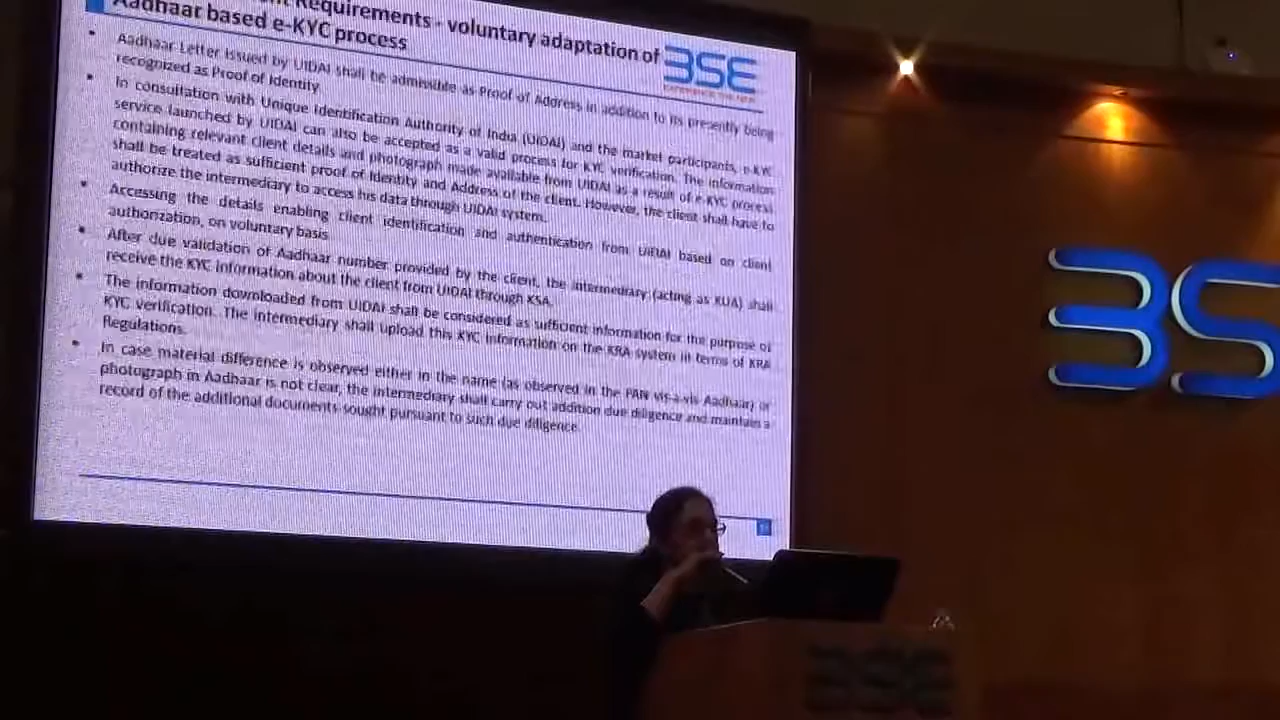 Requirements - voluntary adaptation of
Aadhaar based e-KYC process
BSE
EXPERIENCE THE NEW
• Aadhaar Letter issued by UIDAI shall be admissible as Proof of Address in addition to its presently being
recognized as Proof of Identity
• In consultation with Unique Identification Authority of India (UIDAI) and the market participants, e-KYC
service launched by UIDAI can also be accepted as a valid process for KYC verification. The information
containing relevant client details and photograph made available from UIDAI as a result of e-KYC process
shall be treated as sufficient proof of Identity and Address of the client. However, the client shall have to
authorize the intermediary to access his data through UIDAI system.
• Accessing the details enabling client identification and authentication from UIDAI based on client
authorization, on voluntary basis
• After due validation of Aadhaar number provided by the client, the intermediary (acting as KUA) shall
receive the KYC information about the client from UIDAI through KSA.
• The information downloaded from UIDAI shall be considered as sufficient information for the purpose of
KYC verification. The intermediary shall upload this KYC information on the KRA system in terms of KRA
Regulations.
• In case material difference is observed either in the name (as observed in the PAN vis-a-vis Aadhaar) or
photograph in Aadhaar is not clear, the intermediary shall carry out addition due diligence and maintain a
record of the additional documents sought pursuant to such due diligence.
BS
BSE